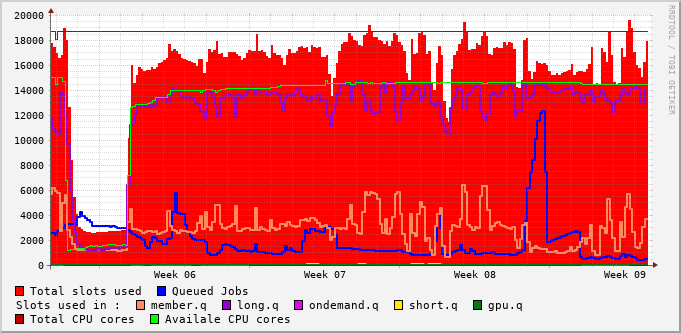 20000
18000
16000
14000
12000
10000
8000
6000
4000
2000
0
Week 06 Week 07 Week 08 Week 09
Total slots used Queued Jobs
Slots used in : member.q long.q ondemand.q short.q gpu.q
Total CPU cores Availale CPU cores
RRDTOOL / TOBI OETIKER